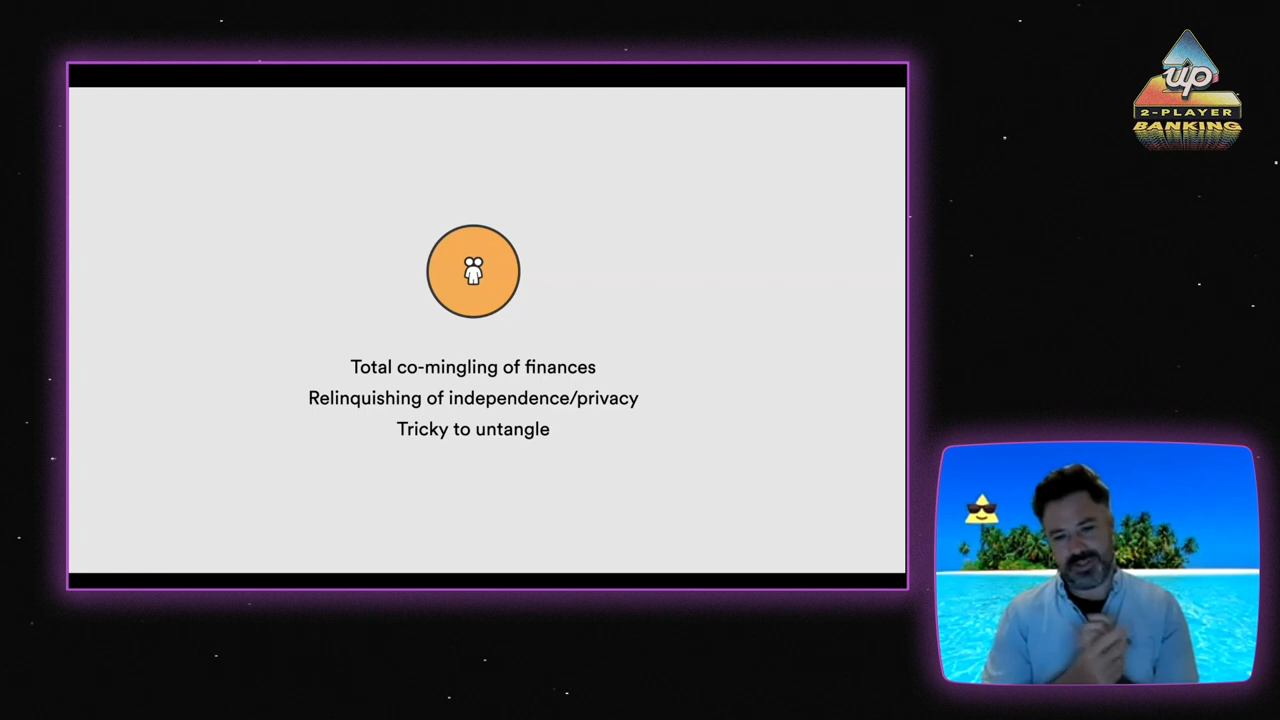 up
2-PLAYER
BANKING
Total co-mingling of finances
Relinquishing of independence/privacy
Tricky to untangle